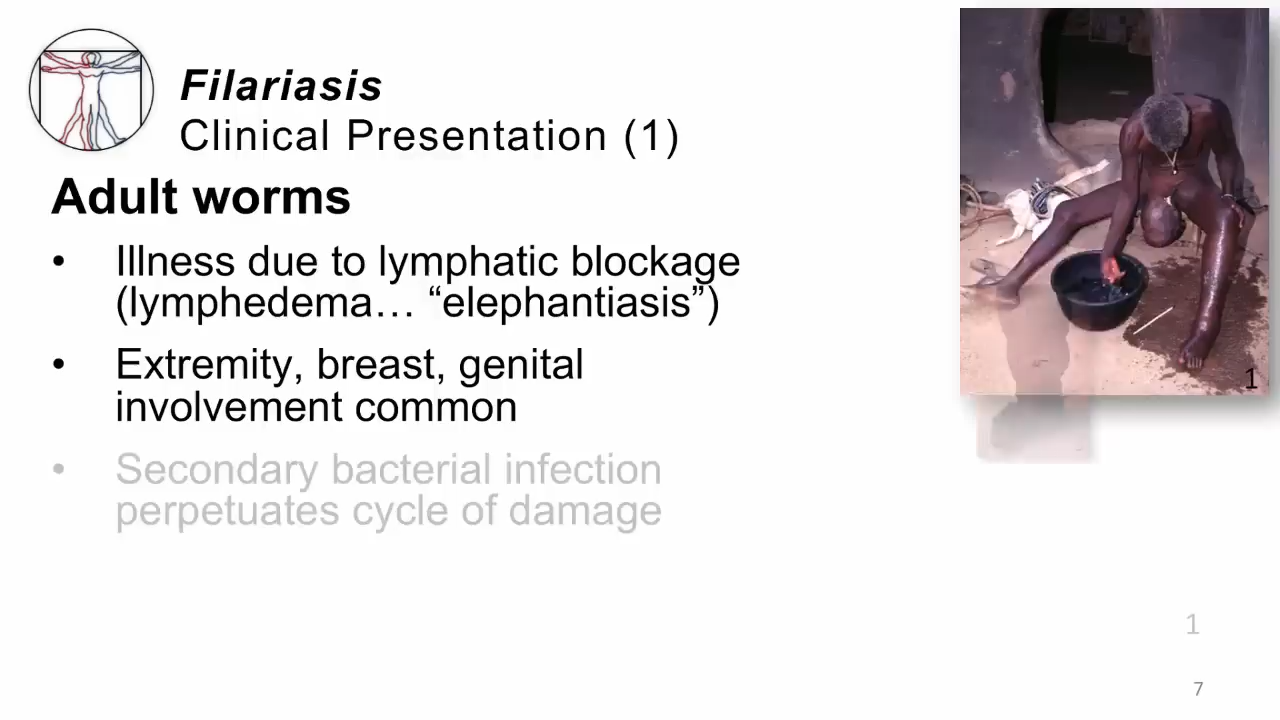 Filariasis
Clinical Presentation (1)
Adult worms
• Illness due to lymphatic blockage
(lymphedema… “elephantiasis”)
• Extremity, breast, genital
involvement common
• Secondary bacterial infection
perpetuates cycle of damage
1
1
7